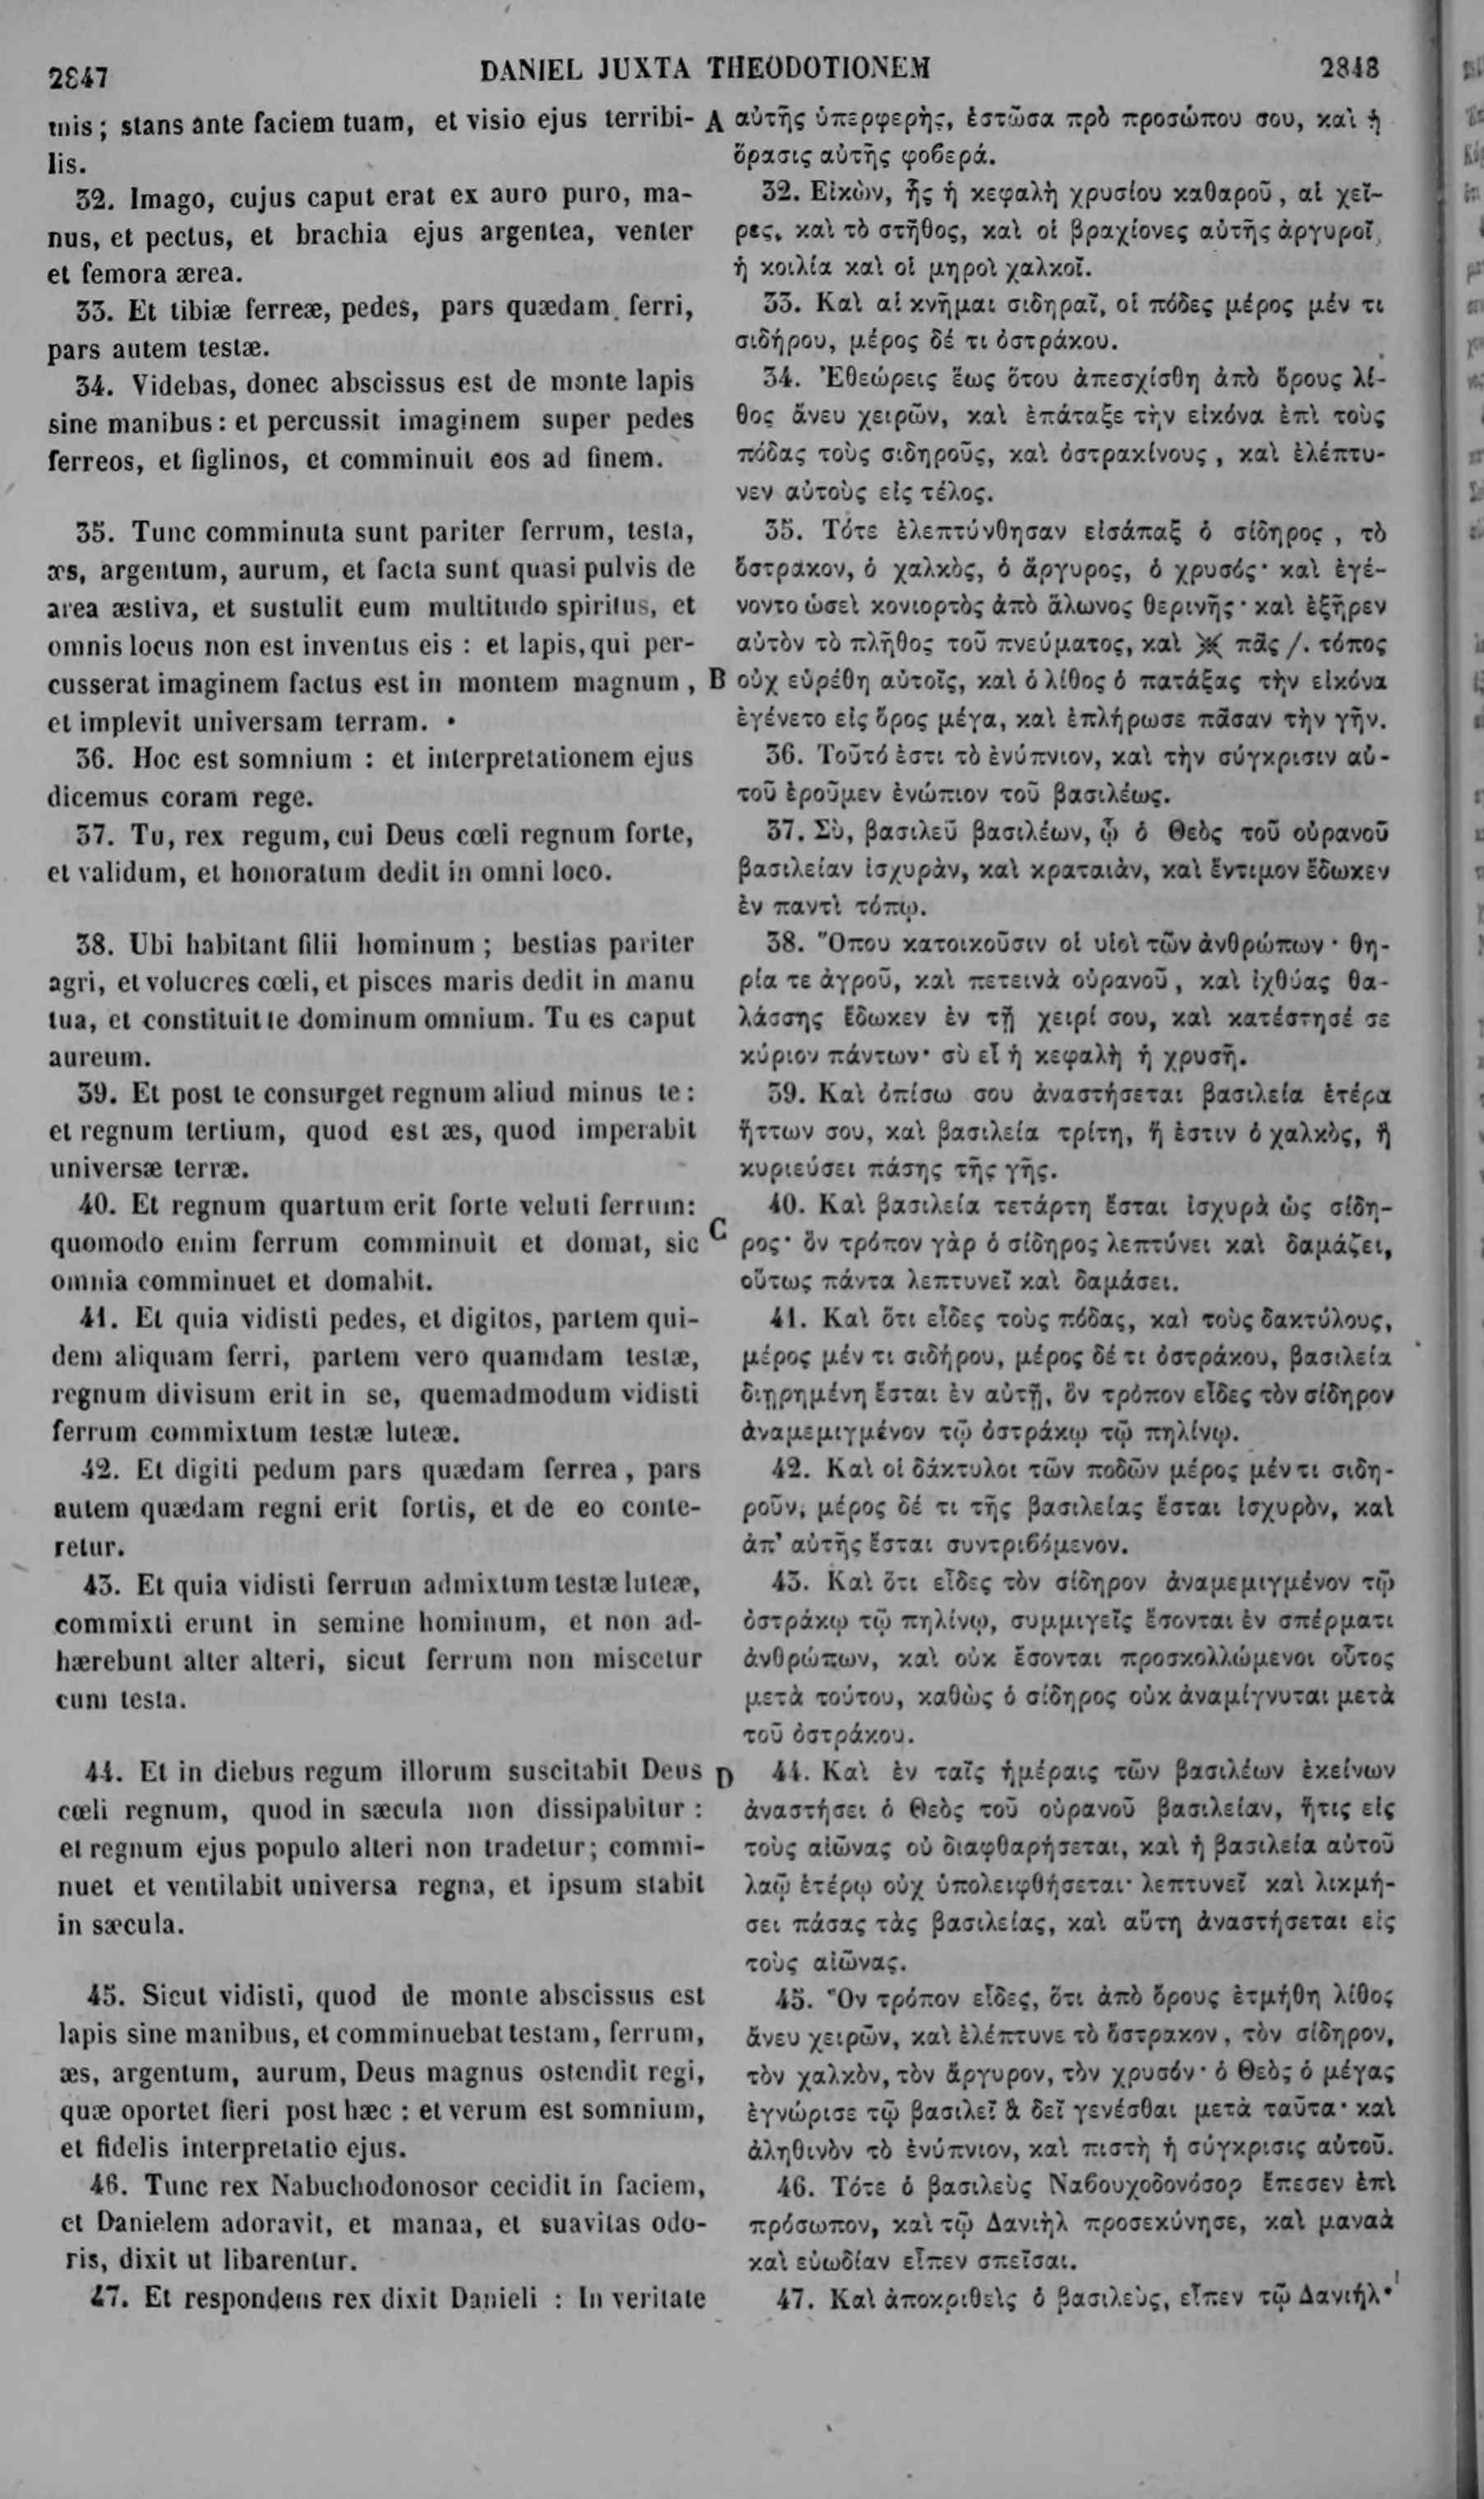 2847
DANIEL JUXTA THEODOTIONEM
2848
mis; stans ante faciem tuam, et visio ejus terribi-
lis.
32. Imago, cujus caput erat ex auro puro, ma-
nus, et pectus, et brachia ejus argentea, venter
et femora ærea.
33. Et tibiæ ferreæ, pedes, pars quædam ferri,
pars autem testæ.
34. Videbas, donec abscissus est de monte lapis
sine manibus : et percussit imaginem super pedes
ferreos, et figlinos, et comminuit eos ad finem.
35. Tunc comminuta sunt pariter ferrum, testa,
æs, argentum, aurum, et facta sunt quasi pulvis de
area æstiva, et sustulit eum multitudo spiritus, et
omnis locus non est inventus eis : et lapis, qui per-
cusserat imaginem factus est in montem magnum,
et implevit universam terram.
36. Hoc est somnium : et interpretationem ejus
dicemus coram rege.
37. Tu, rex regum, cui Deus cœli regnum forte,
et validum, et honoratum dedit in omni loco.
38. Ubi habitant filii hominum ; bestias pariter
agri, et volucres cœli, et pisces maris dedit in manu
tua, et constituit te dominum omnium. Tu es caput
aureum.
39. Et post te consurget regnum aliud minus te :
et regnum tertium, quod est æs, quod imperabit
universæ terræ.
40. Et regnum quartum erit forte veluti ferrum:
quomodo enim ferrum comminuit et domat, sic
omnia comminuet et domabit.
41. Et quia vidisti pedes, et digitos, partem qui-
dem aliquam ferri, partem vero quamdam testæ,
regnum divisum erit in se, quemadmodum vidisti
ferrum commixtum testæ luteæ.
42. Et digiti pedum pars quædam ferrea, pars
autem quædam regni erit fortis, et de eo conte-
retur.
43. Et quia vidisti ferrum admixtum testæ luteæ,
commixti erunt in semine hominum, et non ad-
hærebunt alter alteri, sicut ferrum non miscetur
cum testa.
44. Et in diebus regum illorum suscitabit Deus
cœli regnum, quod in sæcula non dissipabitur :
et regnum ejus populo alteri non tradetur; commi-
nuet et ventilabit universa regna, et ipsum stabit
in sæcula.
45. Sicut vidisti, quod de monte abscissus est
lapis sine manibus, et comminuebat testam, ferrum,
æs, argentum, aurum, Deus magnus ostendit regi,
quæ oportet fieri post hæc : et verum est somnium,
et fidelis interpretatio ejus.
46. Tunc rex Nabuchodonosor cecidit in faciem,
et Danielem adoravit, et manaa, et suavitas odo-
ris, dixit ut libarentur.
47. Et respondens rex dixit Danieli : In veritate
A
B
C
D
αὐτῆς ὑπερφερὴς, ἑστῶσα πρὸ προσώπου σου, καὶ ἡ
ὅρασις αὐτῆς φοβερά.
32. Εἰκὼν, ἧς ἡ κεφαλὴ χρυσίου καθαροῦ, αἱ χεῖ-
ρες, καὶ τὸ στῆθος, καὶ οἱ βραχίονες αὐτῆς ἀργυροῖ,
ἡ κοιλία καὶ οἱ μηροὶ χαλκοῖ.
33. Καὶ αἱ κνῆμαι σιδηραῖ, οἱ πόδες μέρος μέν τι
σιδήρου, μέρος δέ τι ὀστράκου.
34. Ἐθεώρεις ἕως ὅτου ἀπεσχίσθη ἀπὸ ὄρους λί-
θος ἄνευ χειρῶν, καὶ ἐπάταξε τὴν εἰκόνα ἐπὶ τοὺς
πόδας τοὺς σιδηροῦς, καὶ ὀστρακίνους, καὶ ἐλέπτυ-
νεν αὐτοὺς εἰς τέλος.
35. Τότε ἐλεπτύνθησαν εἰσάπαξ ὁ σίδηρος, τὸ
ὄστρακον, ὁ χαλκὸς, ὁ ἄργυρος, ὁ χρυσός· καὶ ἐγέ-
νοντο ὡσεὶ κονιορτὸς ἀπὸ ἅλωνος θερινῆς· καὶ ἐξῆρεν
αὐτὸν τὸ πλῆθος τοῦ πνεύματος, καὶ ※ πᾶς /. τόπος
οὐχ εὑρέθη αὐτοῖς, καὶ ὁ λίθος ὁ πατάξας τὴν εἰκόνα
ἐγένετο εἰς ὄρος μέγα, καὶ ἐπλήρωσε πᾶσαν τὴν γῆν.
36. Τοῦτό ἐστι τὸ ἐνύπνιον, καὶ τὴν σύγκρισιν αὐ-
τοῦ ἐροῦμεν ἐνώπιον τοῦ βασιλέως.
37. Σὺ, βασιλεῦ βασιλέων, ᾧ ὁ Θεὸς τοῦ οὐρανοῦ
βασιλείαν ἰσχυρὰν, καὶ κραταιὰν, καὶ ἔντιμον ἔδωκεν
ἐν παντὶ τόπῳ.
38. Ὅπου κατοικοῦσιν οἱ υἱοὶ τῶν ἀνθρώπων· θη-
ρία τε ἀγροῦ, καὶ πετεινὰ οὐρανοῦ, καὶ ἰχθύας θα-
λάσσης ἔδωκεν ἐν τῇ χειρί σου, καὶ κατέστησέ σε
κύριον πάντων· σὺ εἶ ἡ κεφαλὴ ἡ χρυσῆ.
39. Καὶ ὀπίσω σου ἀναστήσεται βασιλεία ἑτέρα
ἥττων σου, καὶ βασιλεία τρίτη, ἥ ἐστιν ὁ χαλκὸς, ἣ
κυριεύσει πάσης τῆς γῆς.
40. Καὶ βασιλεία τετάρτη ἔσται ἰσχυρὰ ὡς σίδη-
ρος· ὃν τρόπον γὰρ ὁ σίδηρος λεπτύνει καὶ δαμάζει,
οὕτως πάντα λεπτυνεῖ καὶ δαμάσει.
41. Καὶ ὅτι εἶδες τοὺς πόδας, καὶ τοὺς δακτύλους,
μέρος μέν τι σιδήρου, μέρος δέ τι ὀστράκου, βασιλεία
διῃρημένη ἔσται ἐν αὐτῇ, ὃν τρόπον εἶδες τὸν σίδηρον
ἀναμεμιγμένον τῷ ὀστράκῳ τῷ πηλίνῳ.
42. Καὶ οἱ δάκτυλοι τῶν ποδῶν μέρος μέν τι σιδη-
ροῦν, μέρος δέ τι τῆς βασιλείας ἔσται ἰσχυρὸν, καὶ
ἀπ' αὐτῆς ἔσται συντριβόμενον.
43. Καὶ ὅτι εἶδες τὸν σίδηρον ἀναμεμιγμένον τῷ
ὀστράκῳ τῷ πηλίνῳ, συμμιγεῖς ἔσονται ἐν σπέρματι
ἀνθρώπων, καὶ οὐκ ἔσονται προσκολλώμενοι οὗτος
μετὰ τούτου, καθὼς ὁ σίδηρος οὐκ ἀναμίγνυται μετὰ
τοῦ ὀστράκου.
44. Καὶ ἐν ταῖς ἡμέραις τῶν βασιλέων ἐκείνων
ἀναστήσει ὁ Θεὸς τοῦ οὐρανοῦ βασιλείαν, ἥτις εἰς
τοὺς αἰῶνας οὐ διαφθαρήσεται, καὶ ἡ βασιλεία αὐτοῦ
λαῷ ἑτέρῳ οὐχ ὑπολειφθήσεται· λεπτυνεῖ καὶ λικμή-
σει πάσας τὰς βασιλείας, καὶ αὕτη ἀναστήσεται εἰς
τοὺς αἰῶνας.
45. Ὃν τρόπον εἶδες, ὅτι ἀπὸ ὄρους ἐτμήθη λίθος
ἄνευ χειρῶν, καὶ ἐλέπτυνε τὸ ὄστρακον, τὸν σίδηρον,
τὸν χαλκὸν, τὸν ἄργυρον, τὸν χρυσόν· ὁ Θεὸς ὁ μέγας
ἐγνώρισε τῷ βασιλεῖ ἃ δεῖ γενέσθαι μετὰ ταῦτα· καὶ
ἀληθινὸν τὸ ἐνύπνιον, καὶ πιστὴ ἡ σύγκρισις αὐτοῦ.
46. Τότε ὁ βασιλεὺς Ναβουχοδονόσορ ἔπεσεν ἐπὶ
πρόσωπον, καὶ τῷ Δανιὴλ προσεκύνησε, καὶ μαναὰ
καὶ εὐωδίαν εἶπεν σπεῖσαι.
47. Καὶ ἀποκριθεὶς ὁ βασιλεὺς, εἶπεν τῷ Δανιήλ·